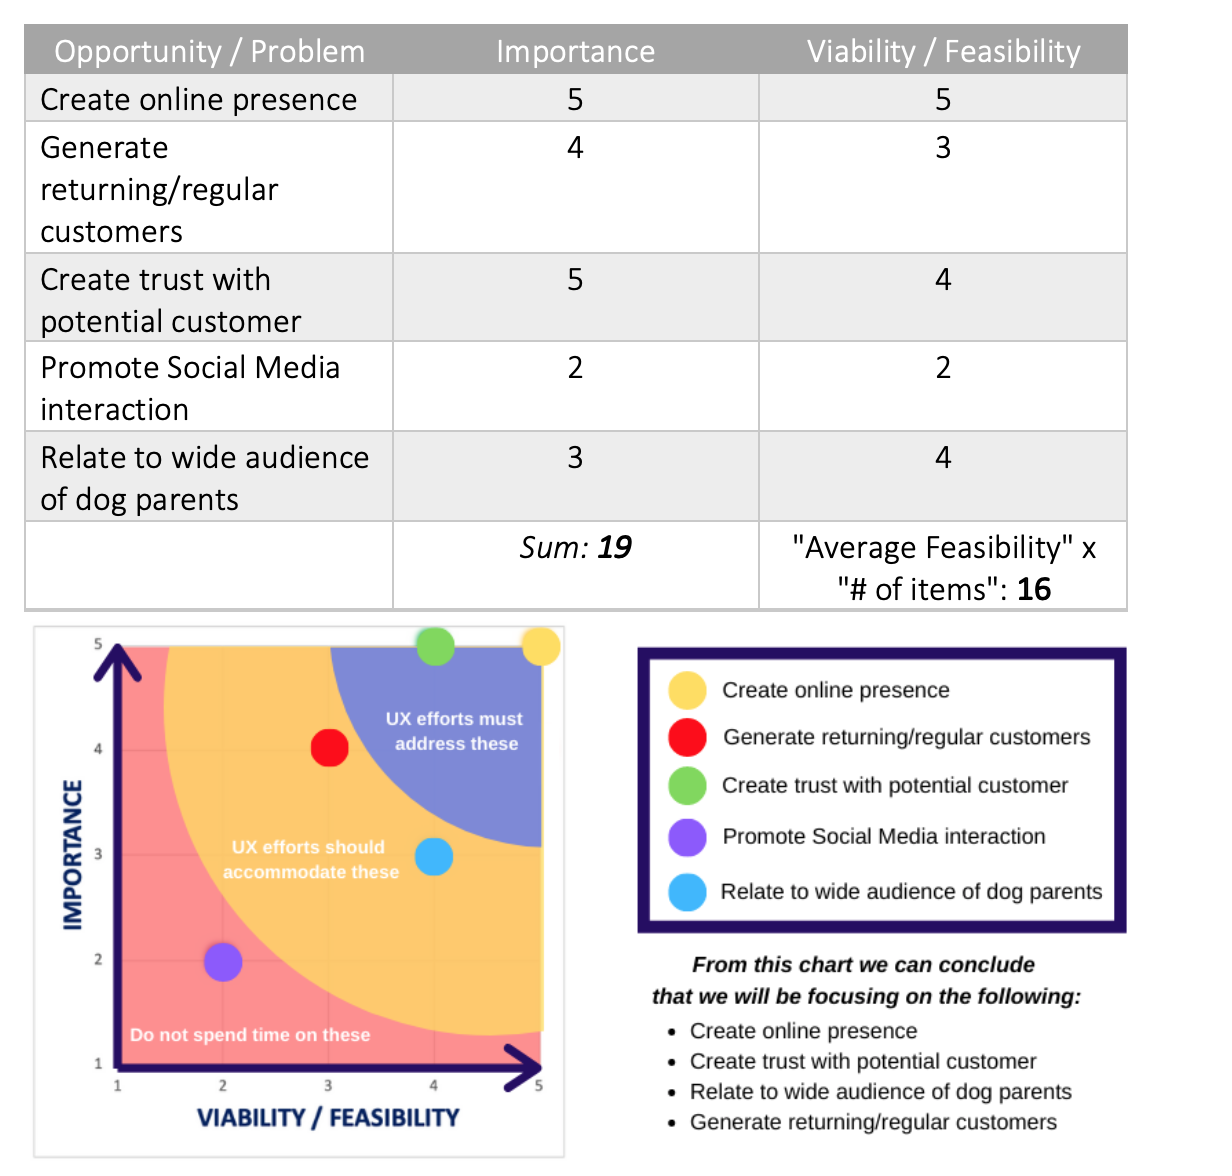 Opportunity / Problem Importance Viability / Feasibility
Create online presence 5 5
Generate 4 3
returning/regular
customers
Create trust with 5 4
potential customer
Promote Social Media 2 2
interaction
Relate to wide audience 3 4
of dog parents
Sum: 19 "Average Feasibility" x
"# of items": 16
5
4
3
2
1
IMPORTANCE
UX efforts must
address these
UX efforts should
accommodate these
Do not spend time on these
1 2 3 4 5
VIABILITY / FEASIBILITY
Create online presence
Generate returning/regular customers
Create trust with potential customer
Promote Social Media interaction
Relate to wide audience of dog parents
From this chart we can conclude
that we will be focusing on the following:
• Create online presence
• Create trust with potential customer
• Relate to wide audience of dog parents
• Generate returning/regular customers